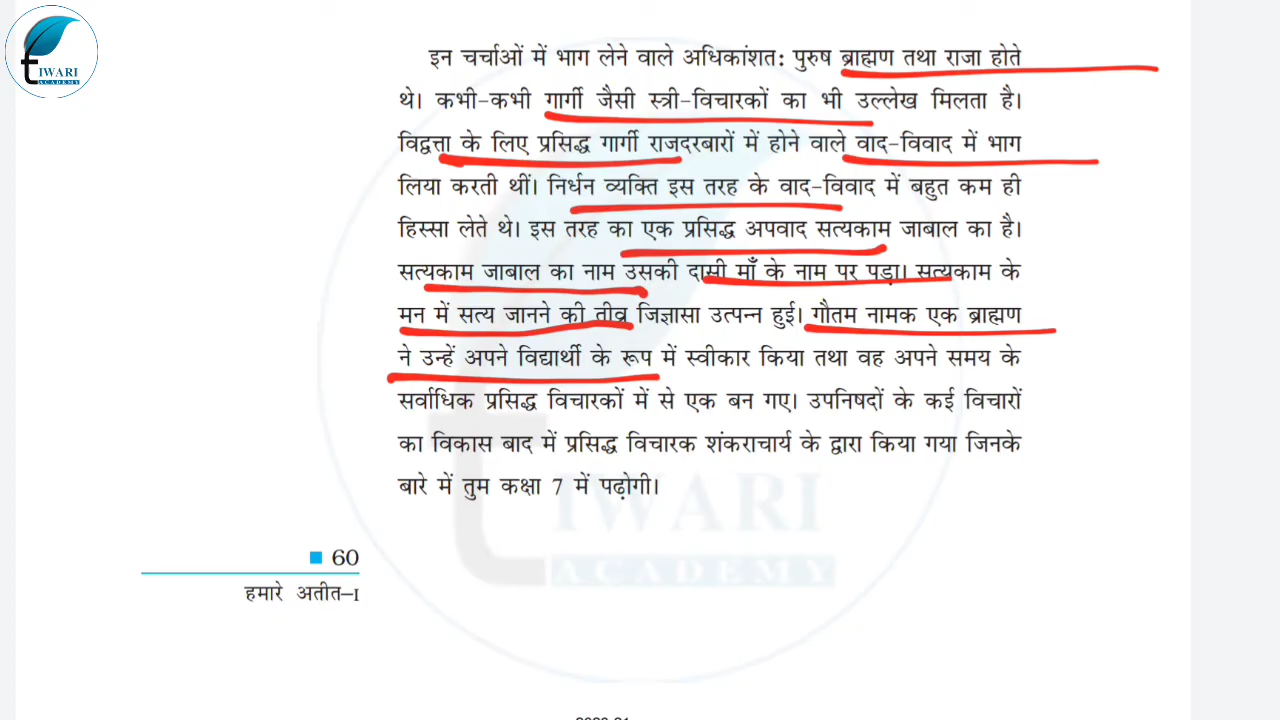 TIWARI
ACADEMY
इन चर्चाओं में भाग लेने वाले अधिकांशत: पुरुष ब्राह्मण तथा राजा होते
थे। कभी-कभी गार्गी जैसी स्त्री-विचारकों का भी उल्लेख मिलता है।
विद्वत्ता के लिए प्रसिद्ध गार्गी राजदरबारों में होने वाले वाद-विवाद में भाग
लिया करती थीं। निर्धन व्यक्ति इस तरह के वाद-विवाद में बहुत कम ही
हिस्सा लेते थे। इस तरह का एक प्रसिद्ध अपवाद सत्यकाम जाबाल का है।
सत्यकाम जाबाल का नाम उसकी दासी माँ के नाम पर पड़ा। सत्यकाम के
मन में सत्य जानने की तीव्र जिज्ञासा उत्पन्न हुई। गौतम नामक एक ब्राह्मण
ने उन्हें अपने विद्यार्थी के रूप में स्वीकार किया तथा वह अपने समय के
सर्वाधिक प्रसिद्ध विचारकों में से एक बन गए। उपनिषदों के कई विचारों
का विकास बाद में प्रसिद्ध विचारक शंकराचार्य के द्वारा किया गया जिनके
बारे में तुम कक्षा 7 में पढ़ोगी।
TIWARI
ACADEMY
60
हमारे अतीत–I